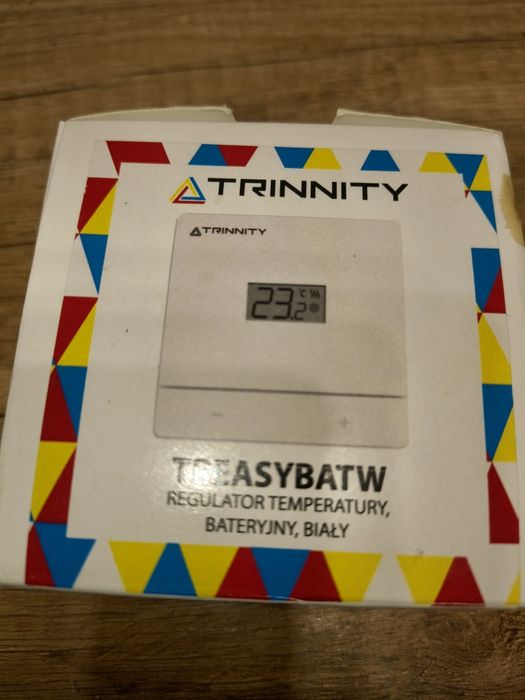 TRINNITY
TRINNITY
°C
23.2
−
+
TREASYBATW
REGULATOR TEMPERATURY,
BATERYJNY, BIAŁY